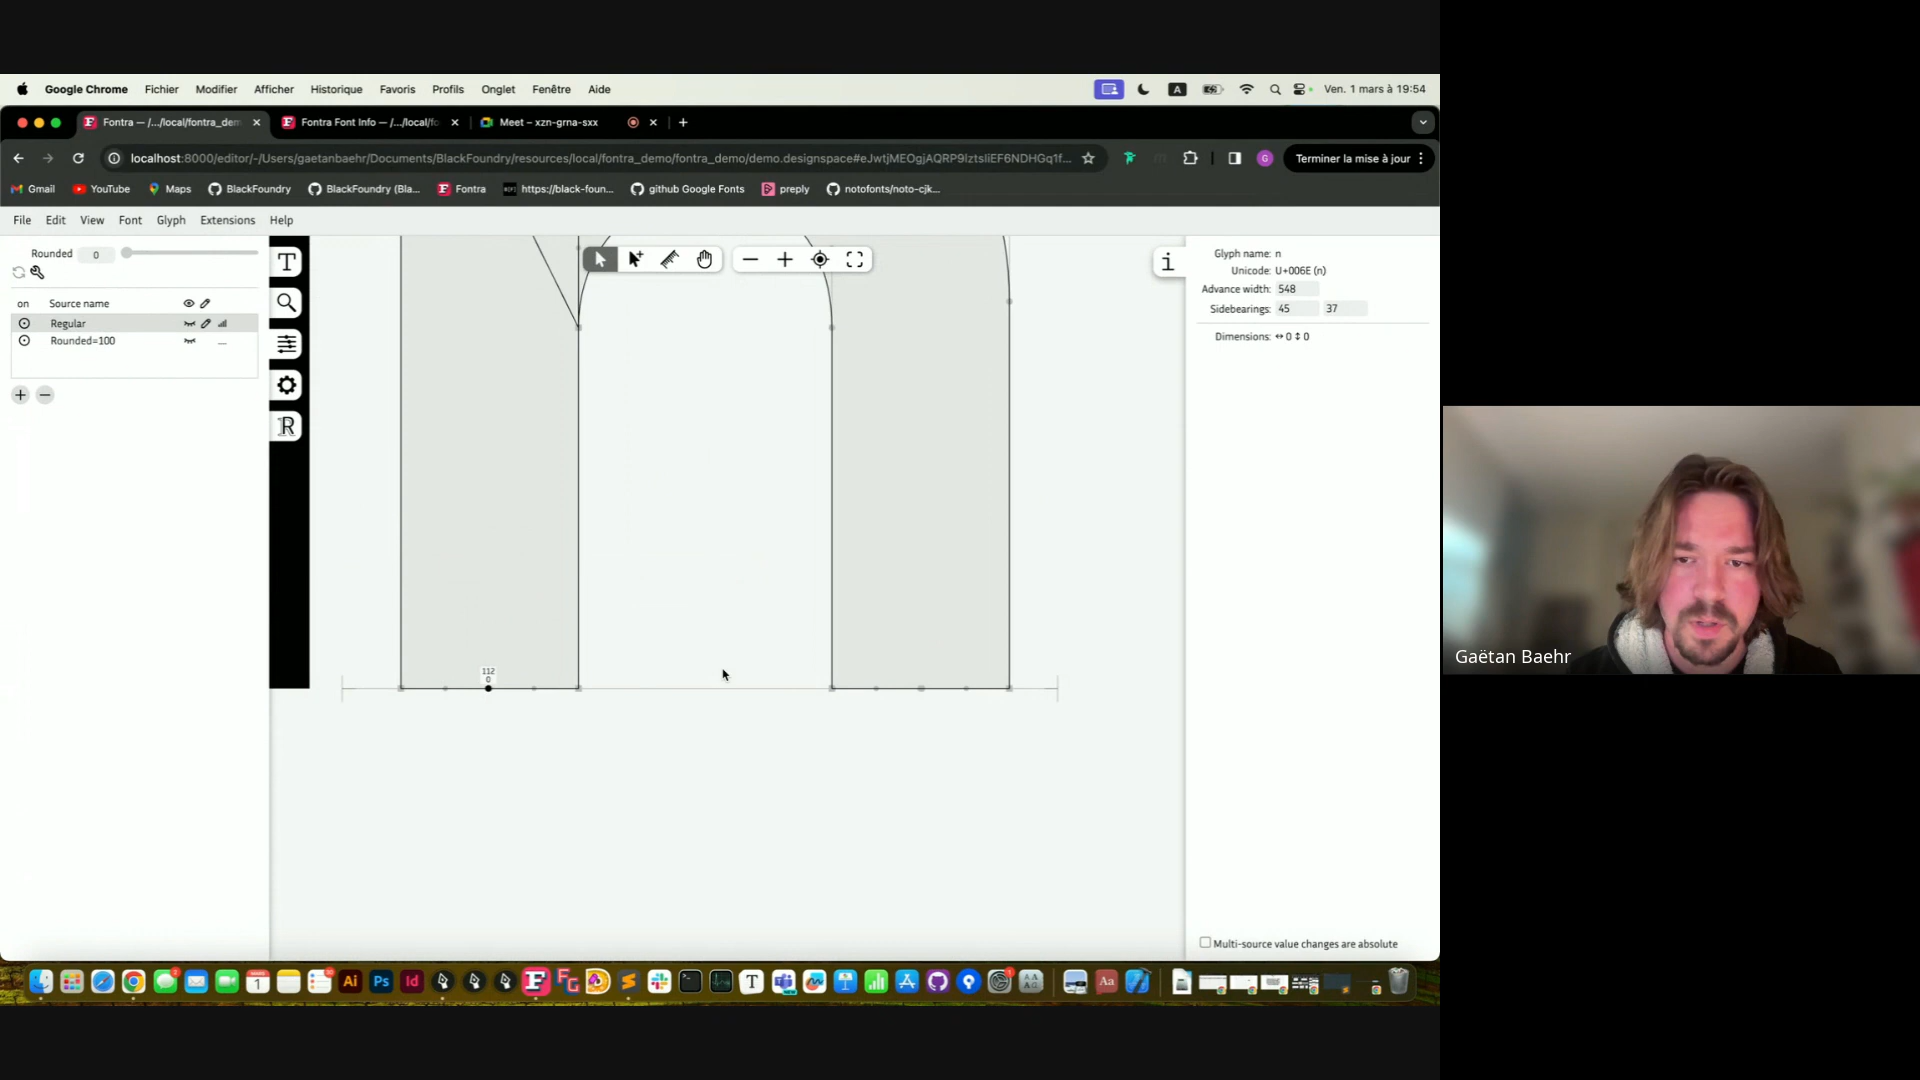 Google Chrome Fichier Modifier Afficher Historique Favoris Profils Onglet Fenêtre Aide A Ven. 1 mars à 19:54
Fontra — /.../local/fontra_dem Fontra Font Info — /.../local/fo Meet – xzn-grna-sxx
localhost:8000/editor/-/Users/gaetanbaehr/Documents/BlackFoundry/resources/local/fontra_demo/fontra_demo/demo.designspace#eJwtjMEOgjAQRP9lztsIiEF6NDHGq1f... G Terminer la mise à jour
Gmail YouTube Maps BlackFoundry BlackFoundry (Bla... Fontra https://black-foun... github Google Fonts preply notofonts/noto-cjk...
File Edit View Font Glyph Extensions Help
Rounded 0
on Source name
Regular
Rounded=100
T
R
i
Glyph name: n
Unicode: U+006E (n)
Advance width: 548
Sidebearings: 45 37
Dimensions: ↔ 0 ↕ 0
112
0
Multi-source value changes are absolute
Gaëtan Baehr
Ai Ps Id F T Aa